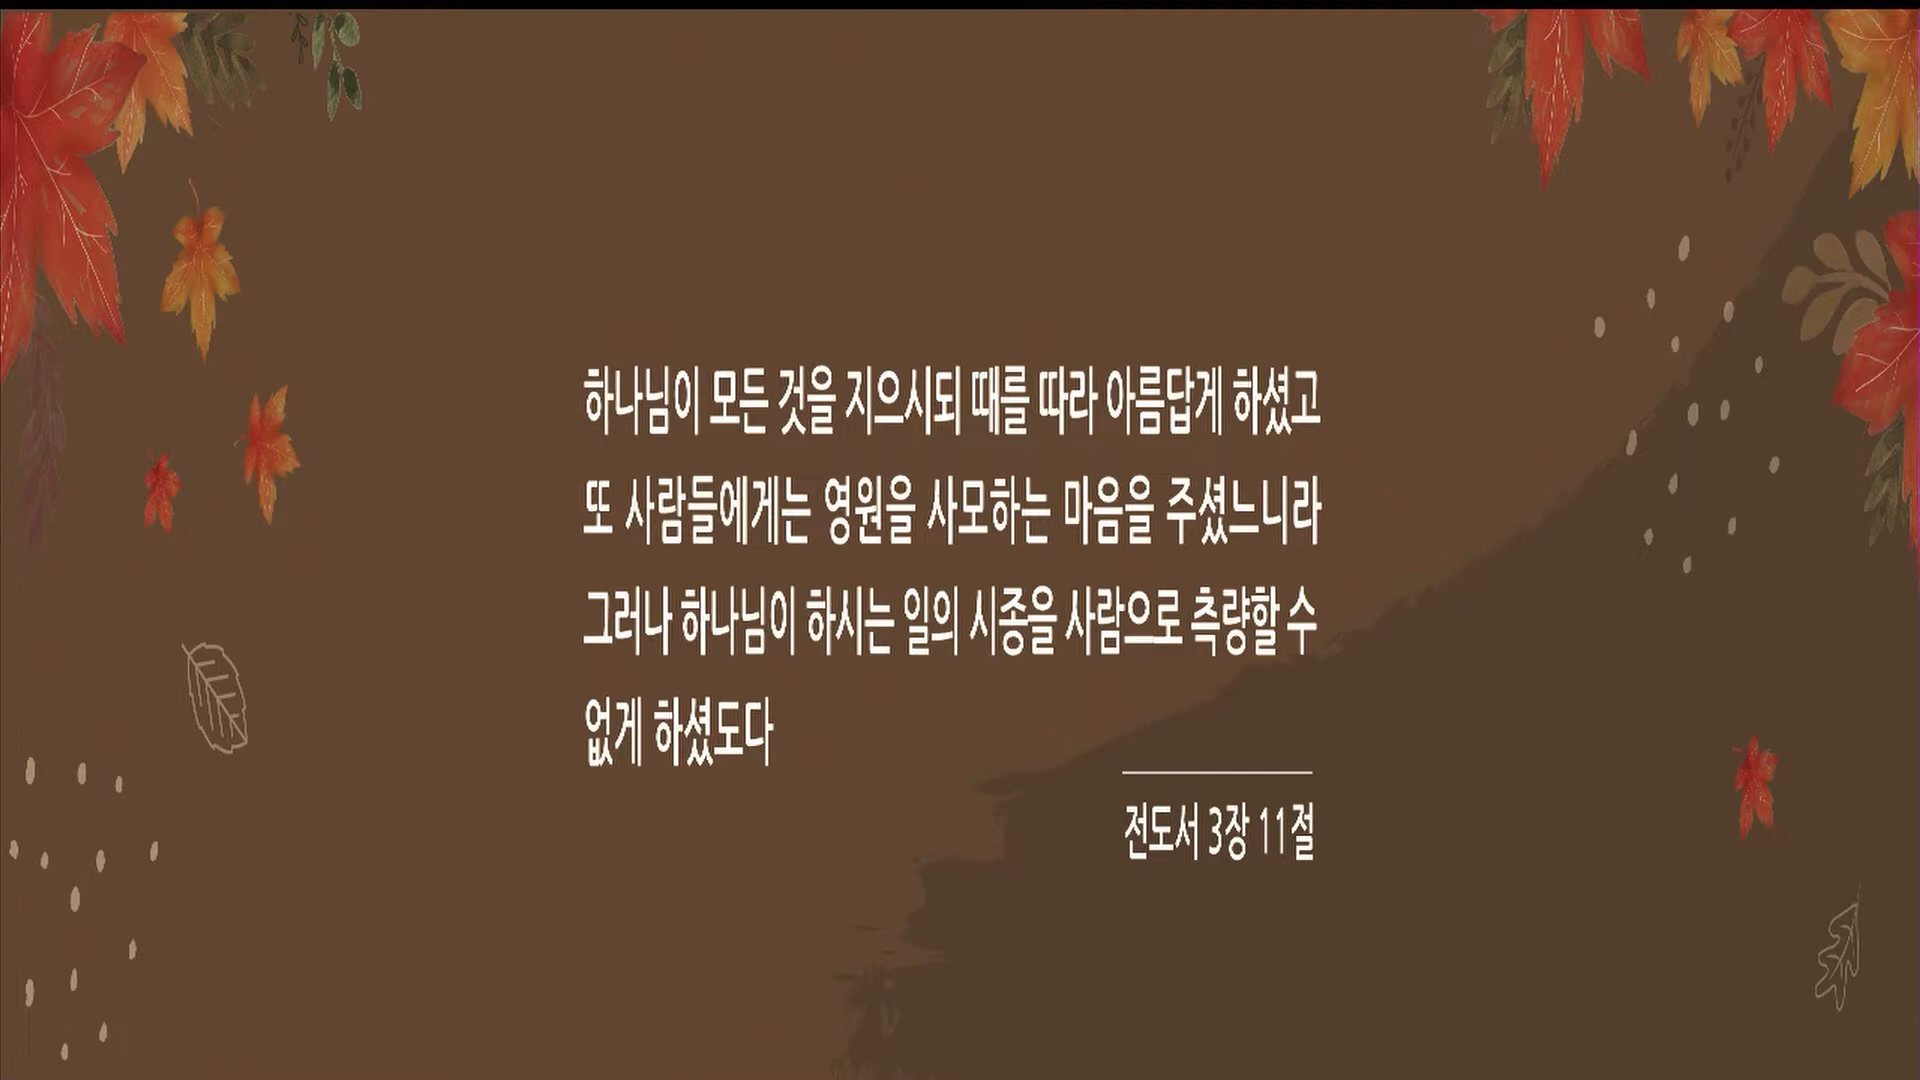 하나님이 모든 것을 지으시되 때를 따라 아름답게 하셨고
또 사람들에게는 영원을 사모하는 마음을 주셨느니라
그러나 하나님이 하시는 일의 시종을 사람으로 측량할 수
없게 하셨도다
전도서 3장 11절